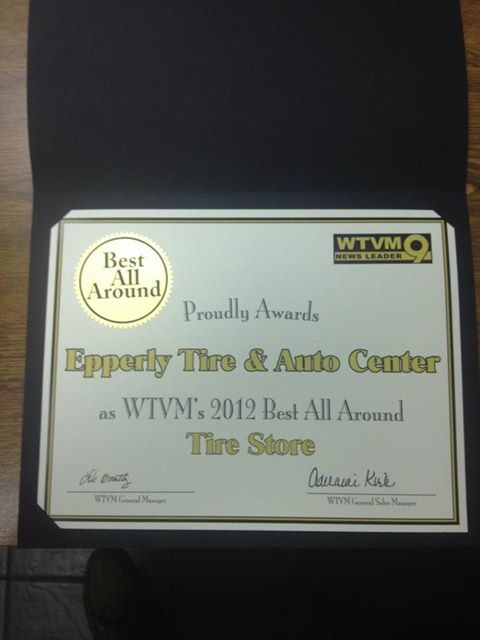 Best
All
Around
WTVM 9
NEWS LEADER
Proudly Awards
Epperly Tire & Auto Center
as WTVM's 2012 Best All Around
Tire Store
WTVM General Manager
WTVM General Sales Manager